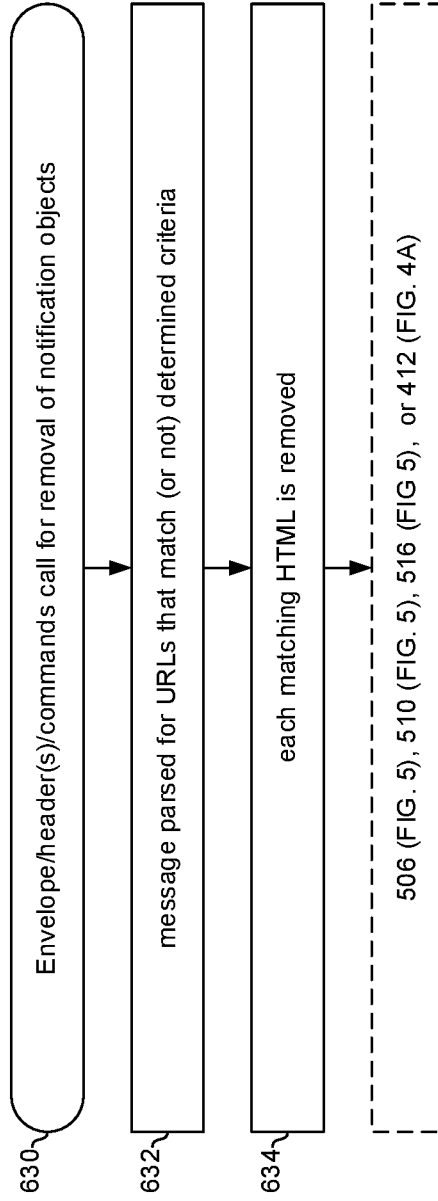 630
Envelope/header(s)/commands call for removal of notification objects
632
message parsed for URLs that match (or not) determined criteria
634
each matching HTML is removed
506 (FIG. 5), 510 (FIG. 5), 516 (FIG 5), or 412 (FIG. 4A)